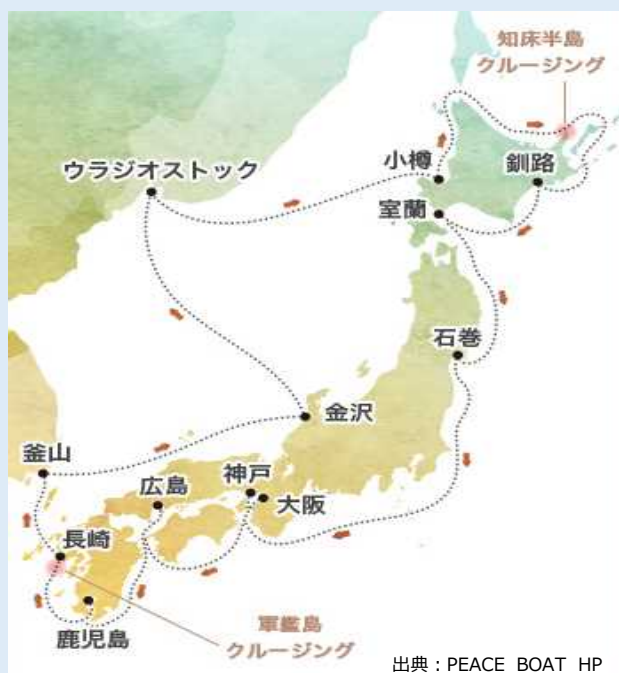 知床半島
クルージング
ウラジオストック
小樽
釧路
室蘭
石巻
金沢
釜山
広島
神戸
大阪
長崎
鹿児島
軍艦島
クルージング
出典：PEACE BOAT HP